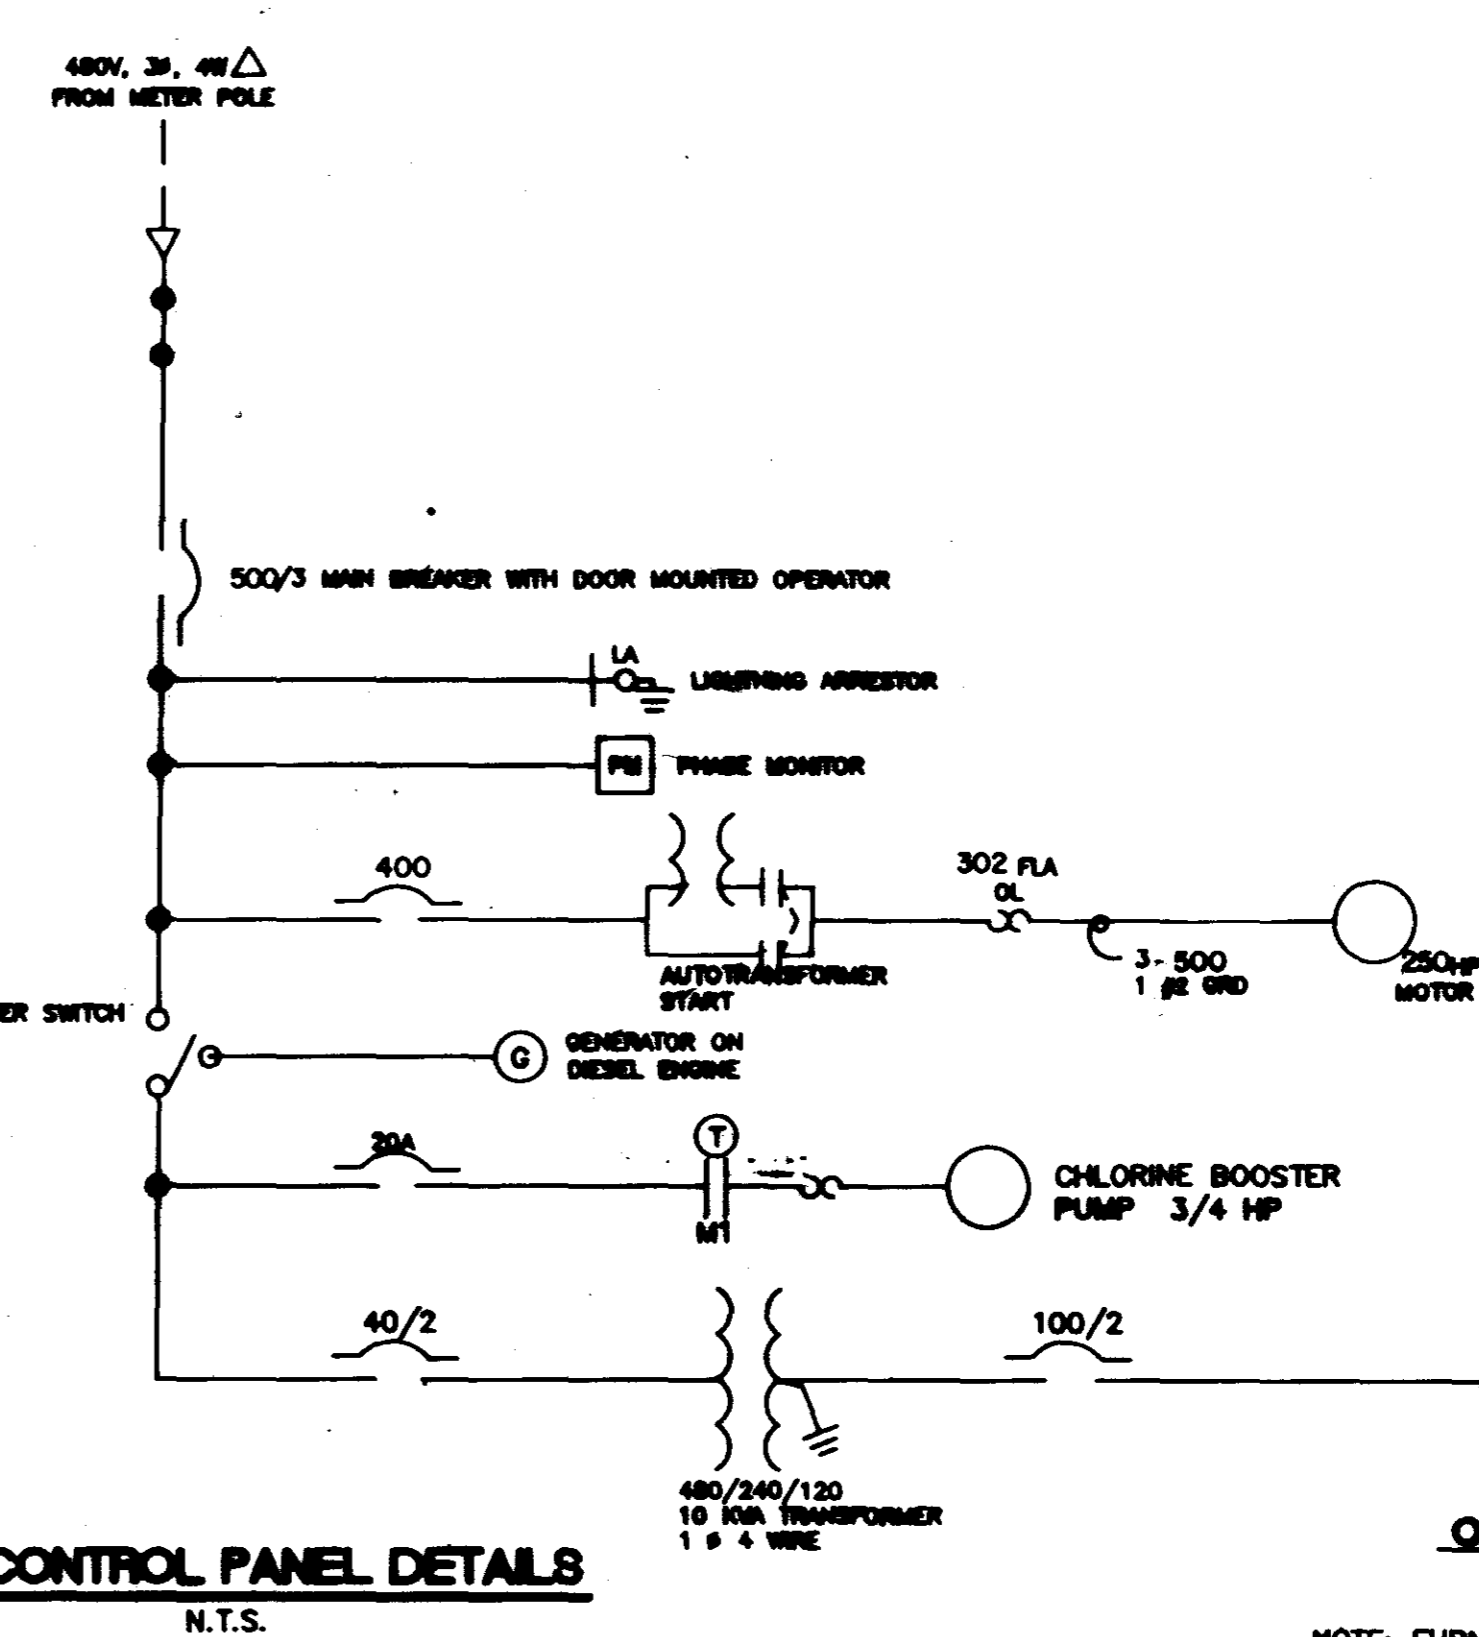 480V, 3ø, 4W △
FROM METER POLE
500/3 MAIN BREAKER WITH DOOR MOUNTED OPERATOR
LA
LIGHTNING ARRESTOR
PM
PHASE MONITOR
400
302 FLA
OL
3-500
1 #2 GRD
250HP
MOTOR
AUTOTRANSFORMER
START
ER SWITCH
G
GENERATOR ON
DIESEL ENGINE
20A
T
M1
CHLORINE BOOSTER
PUMP 3/4 HP
40/2
100/2
480/240/120
10 KVA TRANSFORMER
1 ø 4 WIRE
CONTROL PANEL DETAILS
N.T.S.